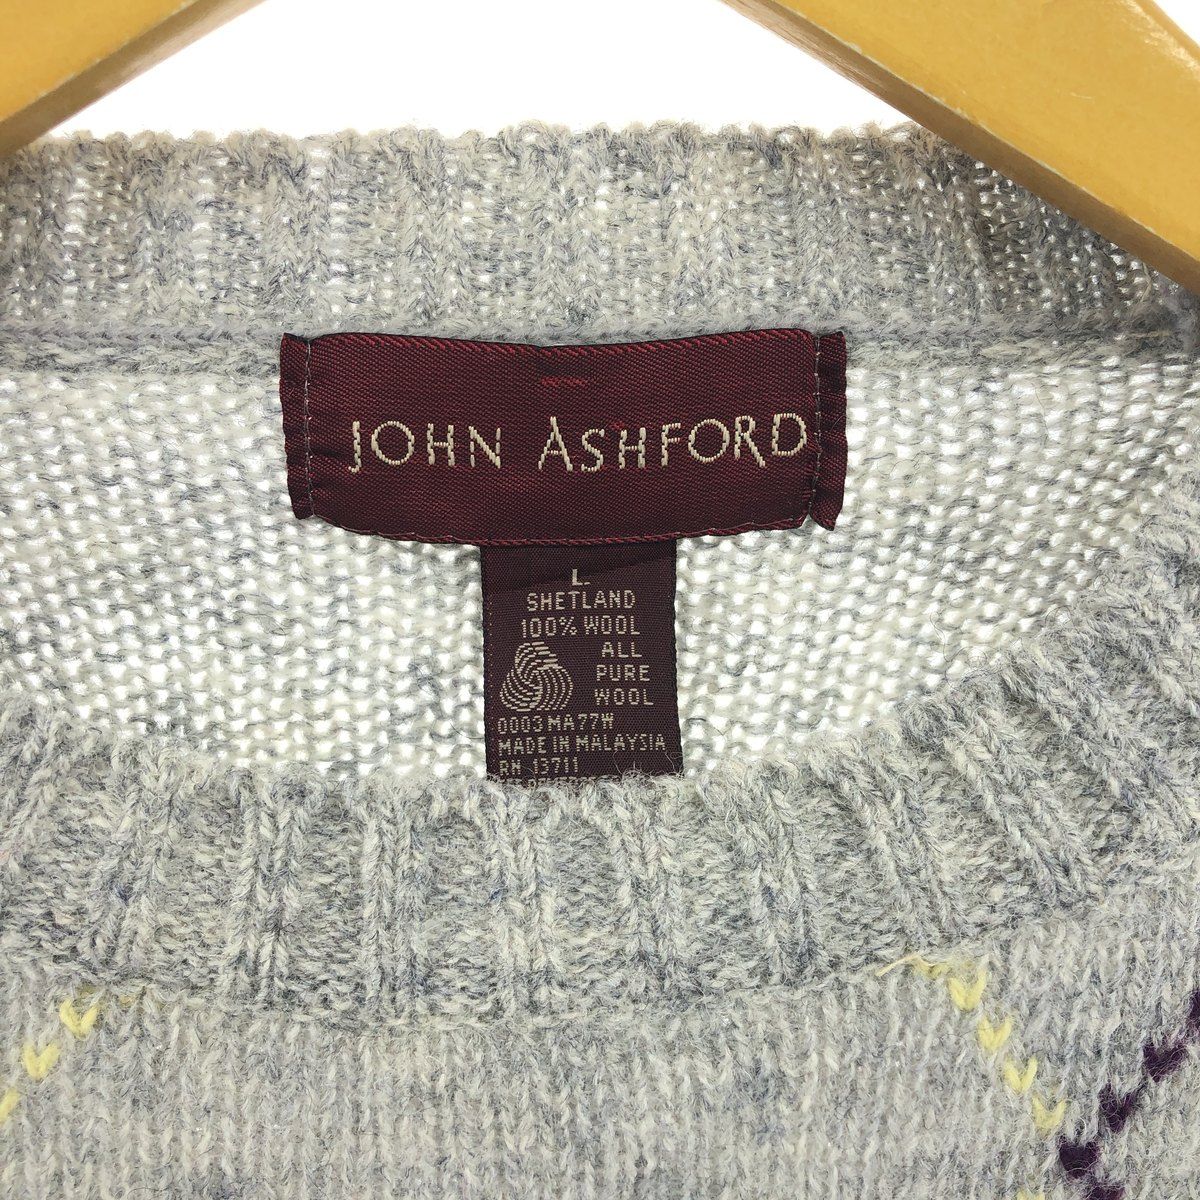 JOHN ASHFORD
L.
SHETLAND
100% WOOL
ALL
PURE
WOOL
0003 MA77W
MADE IN MALAYSIA
RN 13711